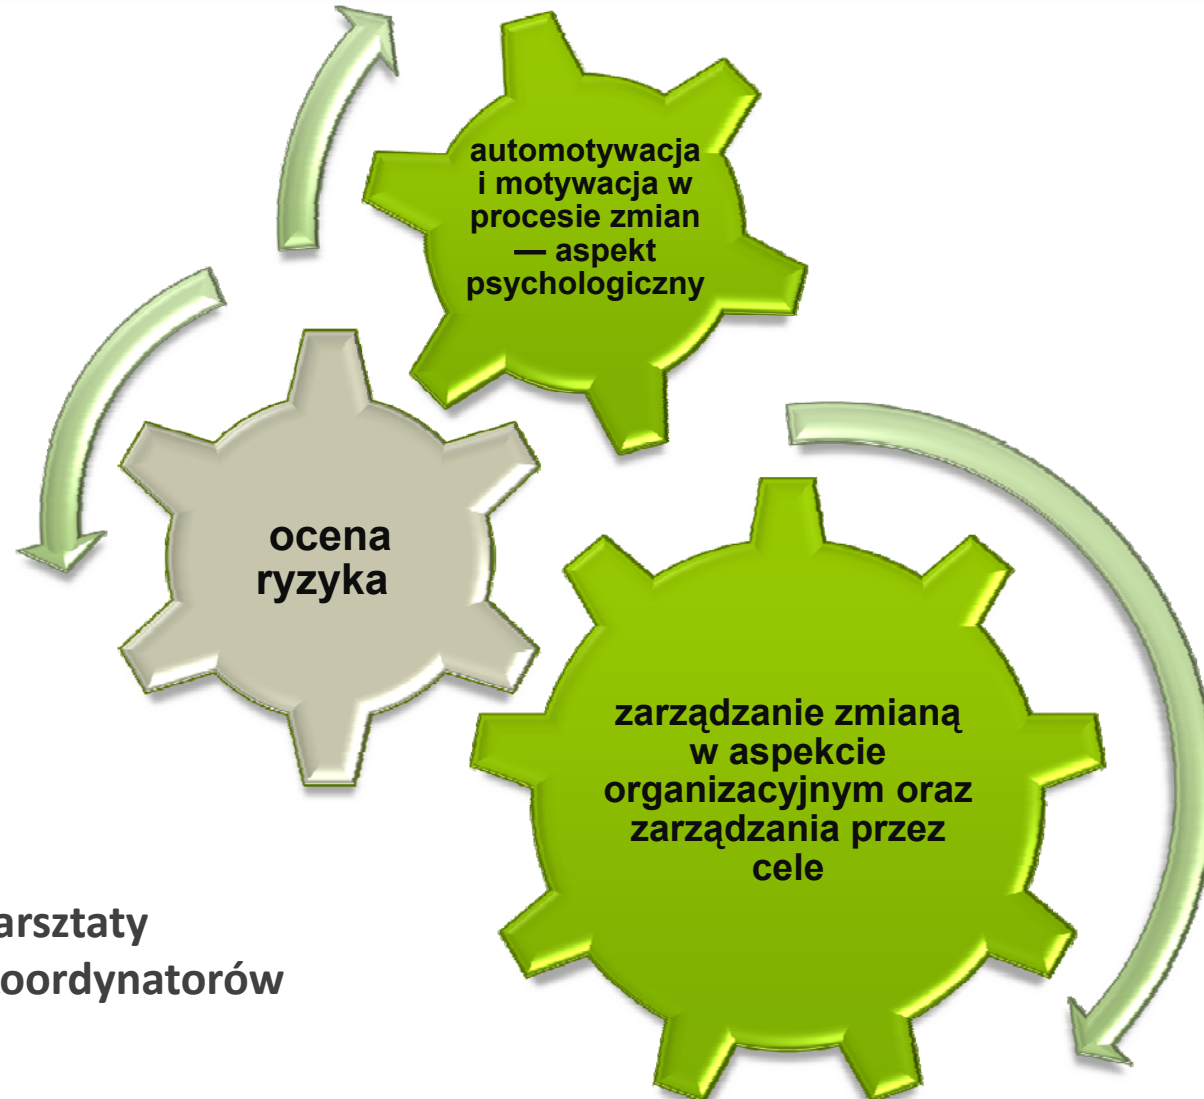 automotywacja
i motywacja w
procesie zmian
— aspekt
psychologiczny
ocena
ryzyka
zarządzanie zmianą
w aspekcie
organizacyjnym oraz
zarządzania przez
cele
arsztaty
oordynatorów